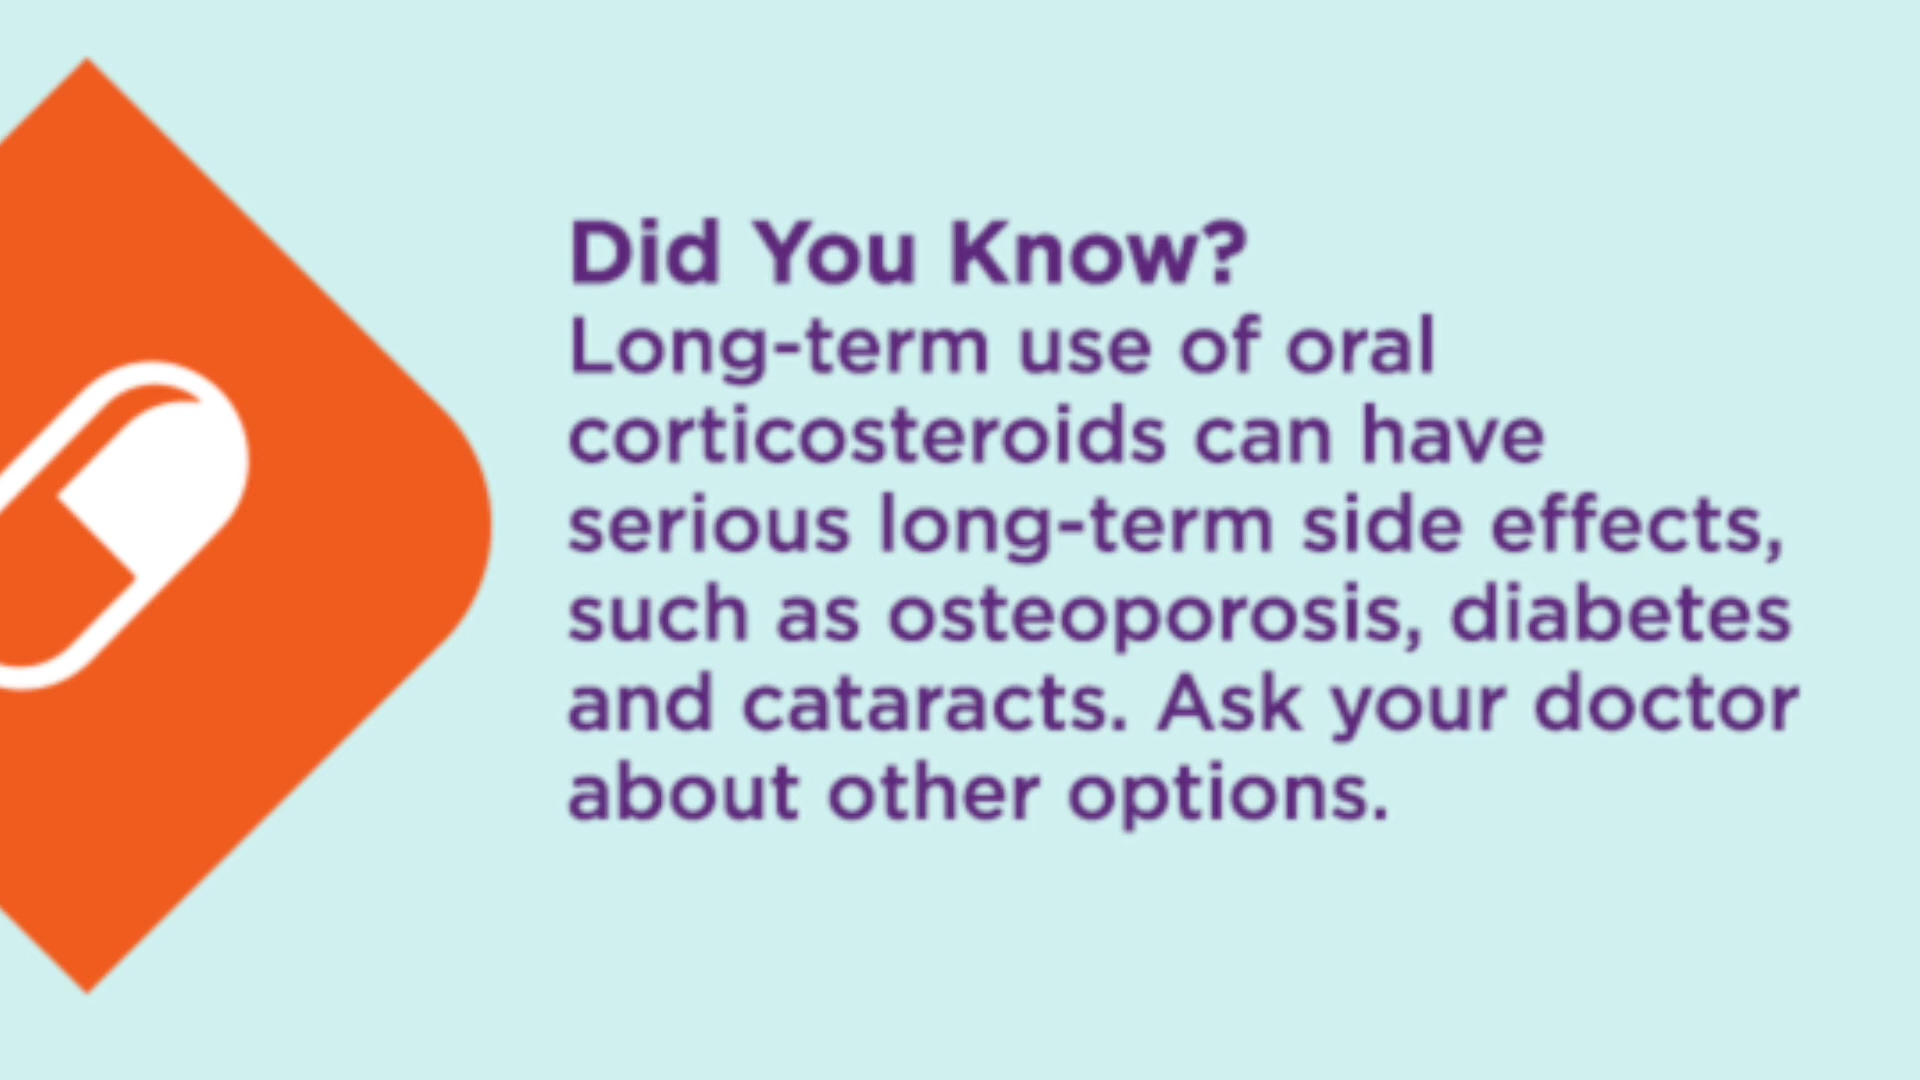 Did You Know?
Long-term use of oral
corticosteroids can have
serious long-term side effects,
such as osteoporosis, diabetes
and cataracts. Ask your doctor
about other options.